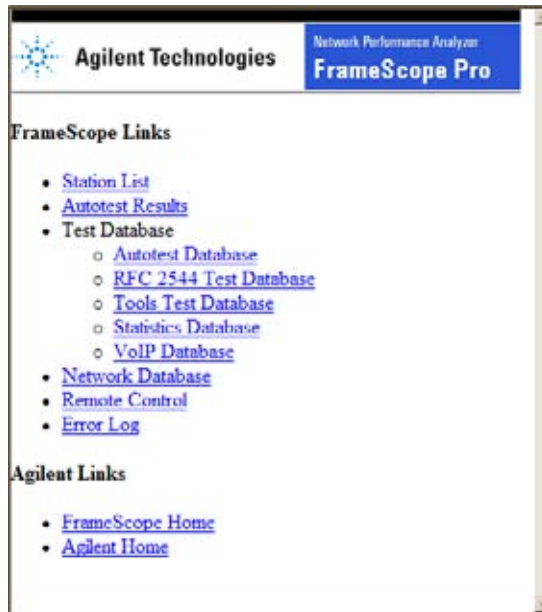 Agilent Technologies
Network Performance Analyzer
FrameScope Pro
FrameScope Links
Station List
Autotest Results
Test Database
Autotest Database
RFC 2544 Test Database
Tools Test Database
Statistics Database
VoIP Database
Network Database
Remote Control
Error Log
Agilent Links
FrameScope Home
Agilent Home